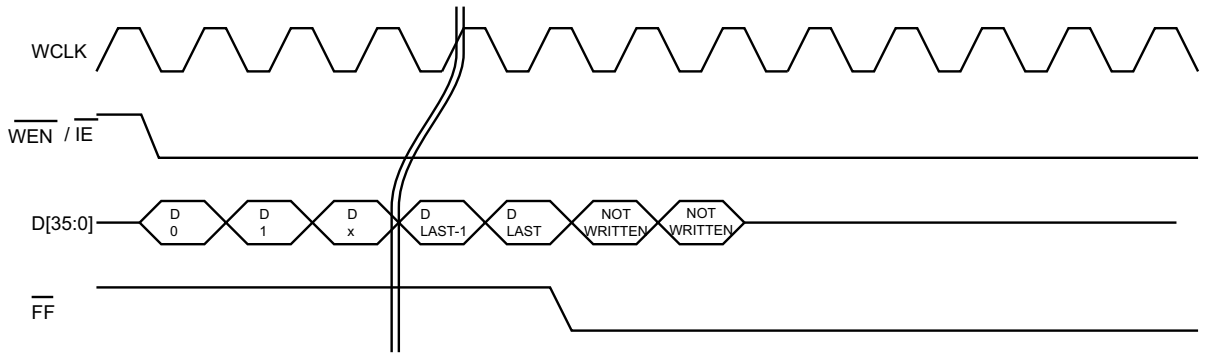 WCLK
WEN / IE
D[35:0]
D
0
D
1
D
x
D
LAST-1
D
LAST
NOT
WRITTEN
NOT
WRITTEN
FF